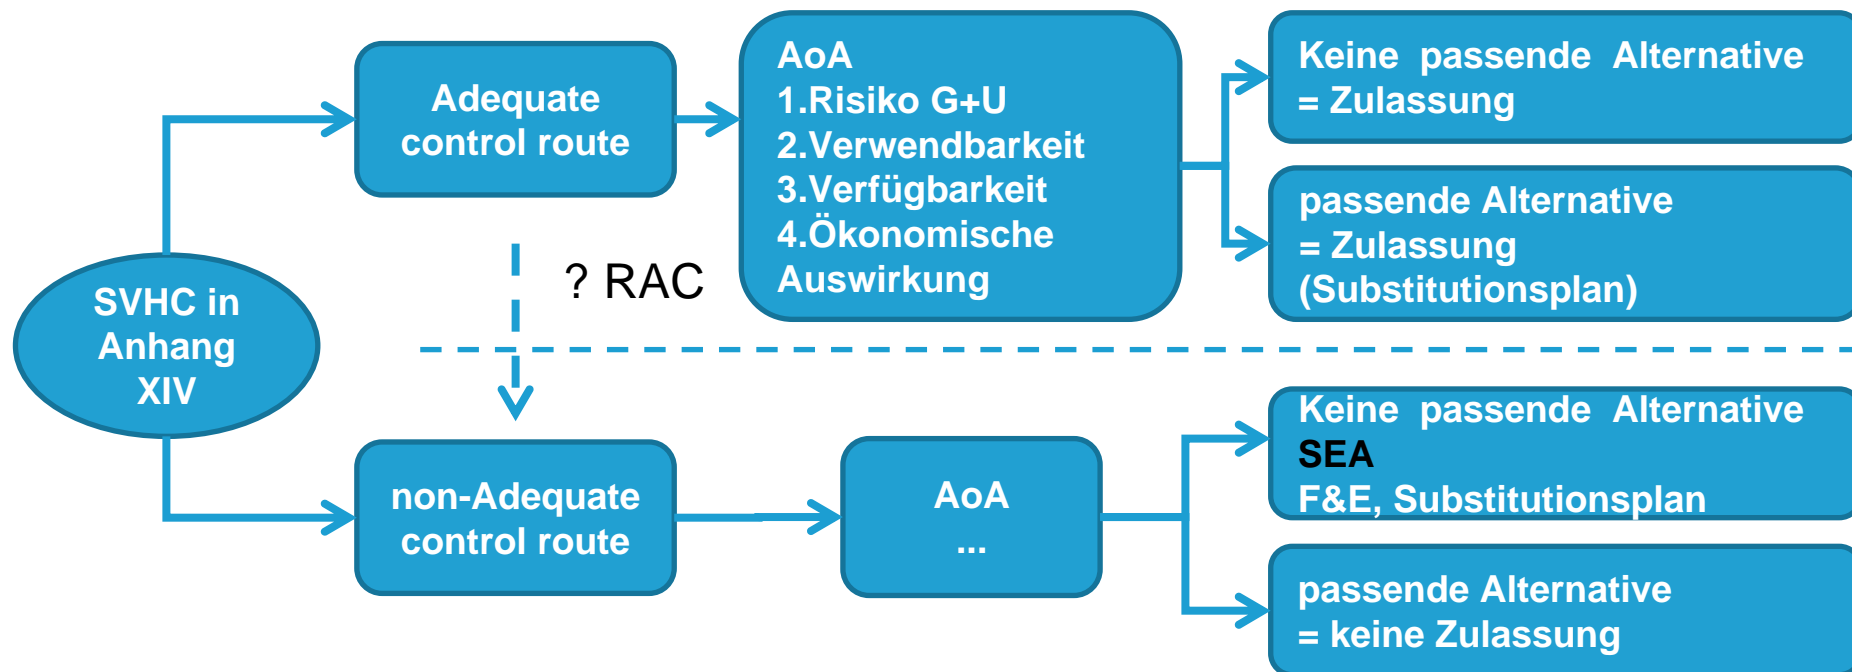 SVHC in
Anhang
XIV
Adequate
control route
AoA
1.Risiko G+U
2.Verwendbarkeit
3.Verfügbarkeit
4.Ökonomische
Auswirkung
Keine passende Alternative
= Zulassung
passende Alternative
= Zulassung
(Substitutionsplan)
? RAC
non-Adequate
control route
AoA
...
Keine passende Alternative
SEA
F&E, Substitutionsplan
passende Alternative
= keine Zulassung